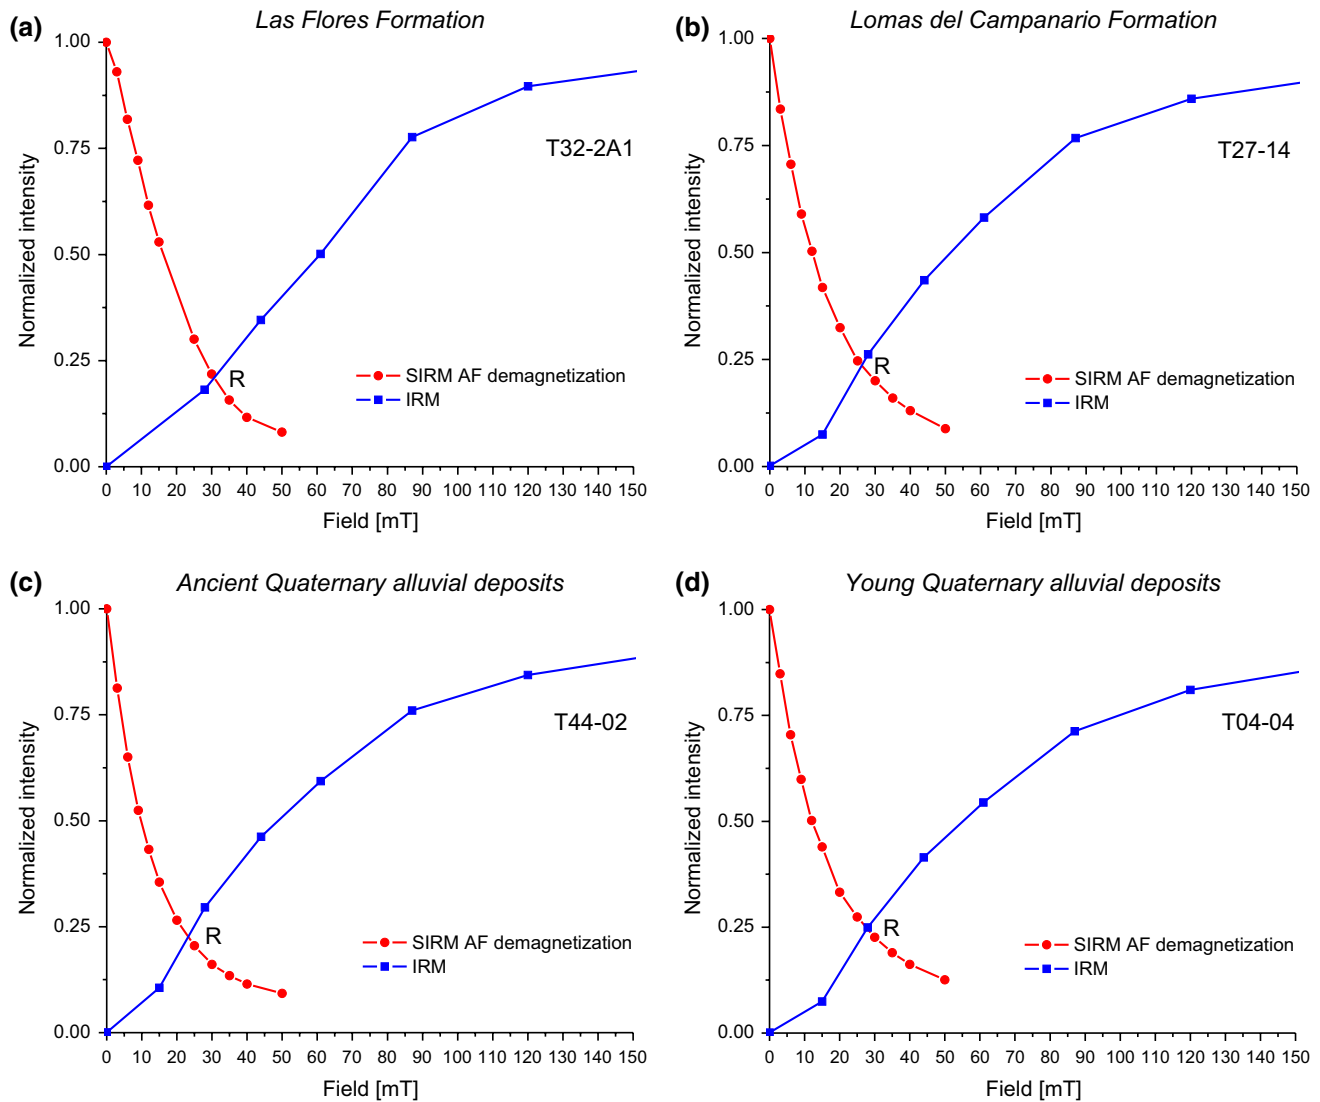 (a) Las Flores Formation
1.00
0.75
0.50
0.25
0.00
Normalized intensity
T32-2A1
R
SIRM AF demagnetization
IRM
0 10 20 30 40 50 60 70 80 90 100 110 120 130 140 150
Field [mT]
(b) Lomas del Campanario Formation
1.00
0.75
0.50
0.25
0.00
Normalized intensity
T27-14
R
SIRM AF demagnetization
IRM
0 10 20 30 40 50 60 70 80 90 100 110 120 130 140 150
Field [mT]
(c) Ancient Quaternary alluvial deposits
1.00
0.75
0.50
0.25
0.00
Normalized intensity
T44-02
R
SIRM AF demagnetization
IRM
0 10 20 30 40 50 60 70 80 90 100 110 120 130 140 150
Field [mT]
(d) Young Quaternary alluvial deposits
1.00
0.75
0.50
0.25
0.00
Normalized intensity
T04-04
R
SIRM AF demagnetization
IRM
0 10 20 30 40 50 60 70 80 90 100 110 120 130 140 150
Field [mT]